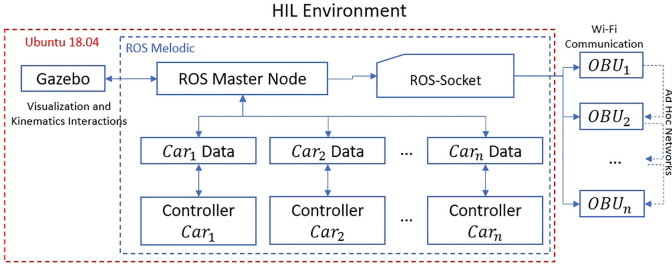 HIL Environment
Ubuntu 18.04
ROS Melodic
Wi-Fi
Communication
Gazebo
ROS Master Node
ROS-Socket
OBU₁
Visualization and
Kinematics Interactions
OBU₂
Ad Hoc Networks
Car₁ Data
Car₂ Data
...
Carₙ Data
...
Controller
Car₁
Controller
Car₂
...
Controller
Carₙ
OBUₙ